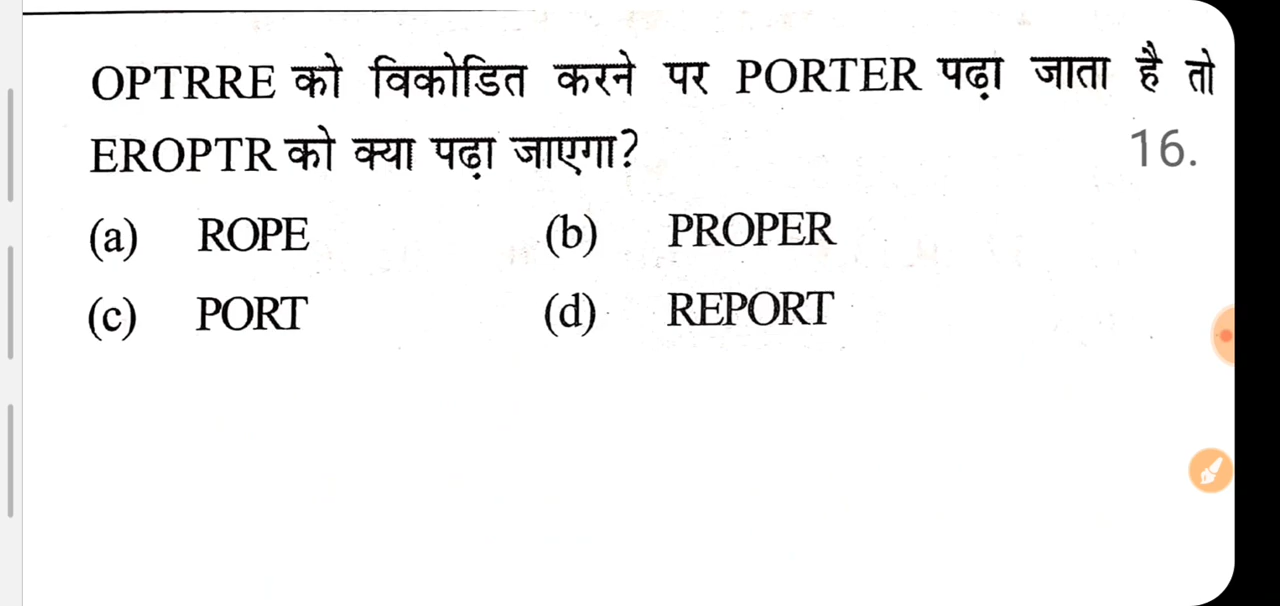 OPTRRE को विकोडित करने पर PORTER पढ़ा जाता है तो
EROPTR को क्या पढ़ा जाएगा?
16.
(a) ROPE (b) PROPER
(c) PORT (d) REPORT